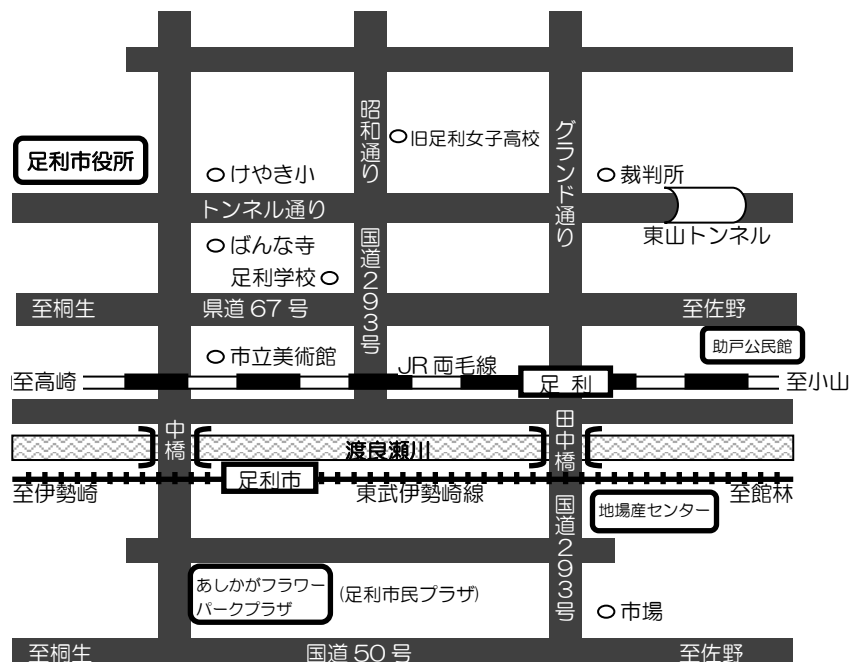 昭和通り
旧足利女子高校
グランド通り
足利市役所
けやき小
裁判所
トンネル通り
東山トンネル
ばんな寺
足利学校
国道293号
至桐生
県道67号
至佐野
市立美術館
助戸公民館
JR両毛線
至高崎
足利
至小山
中橋
渡良瀬川
田中橋
足利市
至伊勢崎
東武伊勢崎線
至館林
国道293号
地場産センター
あしかがフラワー
パークプラザ
(足利市民プラザ)
市場
至桐生
国道50号
至佐野